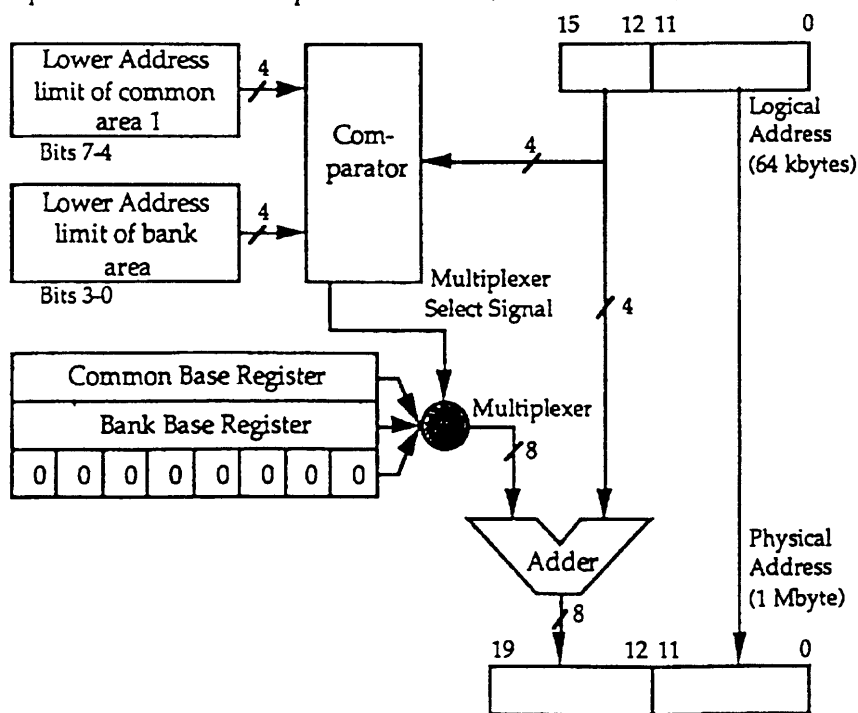 15 12 11 0
Lower Address
limit of common
area 1
Bits 7-4
4
Com-
parator
4
Logical
Address
(64 kbytes)
Lower Address
limit of bank
area
Bits 3-0
4
Multiplexer
Select Signal
4
Common Base Register
Bank Base Register
0 0 0 0 0 0 0 0
Multiplexer
8
Adder
8
Physical
Address
(1 Mbyte)
19 12 11 0